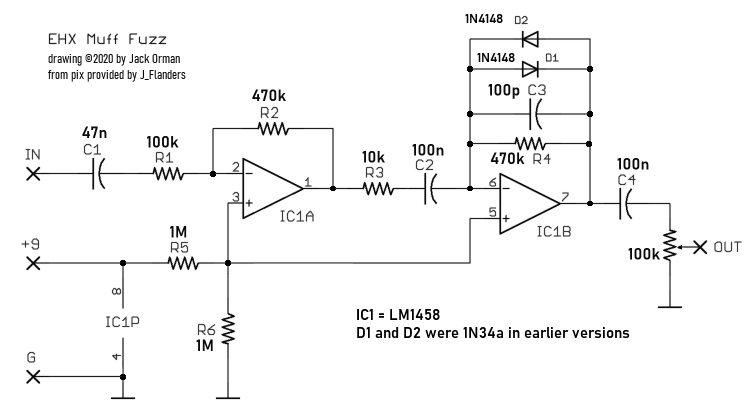 EHX Muff Fuzz
drawing ©2020 by Jack Orman
from pix provided by J_Flanders
1N4148 D2
1N4148 D1
100p C3
470k R4
470k
R2
IN
47n
C1
100k
R1
2
-
3
+
1
IC1A
10k
R3
100n
C2
6
-
5
+
7
IC1B
100n
C4
100k
OUT
+9
1M
R5
8
IC1P
4
R6
1M
G
IC1 = LM1458
D1 and D2 were 1N34a in earlier versions